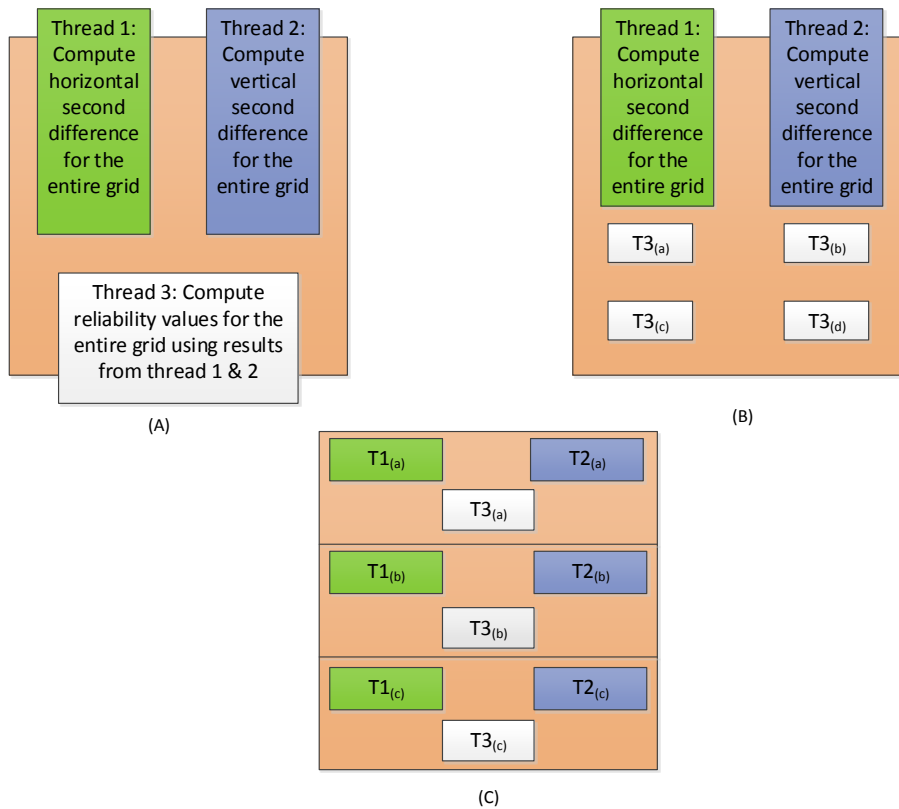 Thread 1:
Compute
horizontal
second
difference
for the
entire grid
Thread 2:
Compute
vertical
second
difference
for the
entire grid
Thread 3: Compute
reliability values for the
entire grid using results
from thread 1 & 2
(A)
Thread 1:
Compute
horizontal
second
difference
for the
entire grid
Thread 2:
Compute
vertical
second
difference
for the
entire grid
T3(a)
T3(b)
T3(c)
T3(d)
(B)
T1(a)
T2(a)
T3(a)
T1(b)
T2(b)
T3(b)
T1(c)
T2(c)
T3(c)
(C)